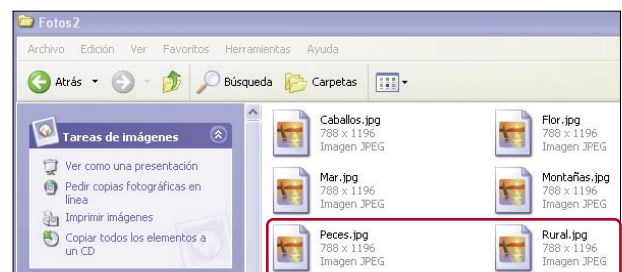 Fotos2
Archivo Edición Ver Favoritos Herramientas Ayuda
Atrás Búsqueda Carpetas
Tareas de imágenes
Ver como una presentación
Pedir copias fotográficas en
línea
Imprimir imágenes
Copiar todos los elementos a
un CD
Caballos.jpg
788 x 1196
Imagen JPEG
Flor.jpg
788 x 1196
Imagen JPEG
Mar.jpg
788 x 1196
Imagen JPEG
Montañas.jpg
788 x 1196
Imagen JPEG
Peces.jpg
788 x 1196
Imagen JPEG
Rural.jpg
788 x 1196
Imagen JPEG